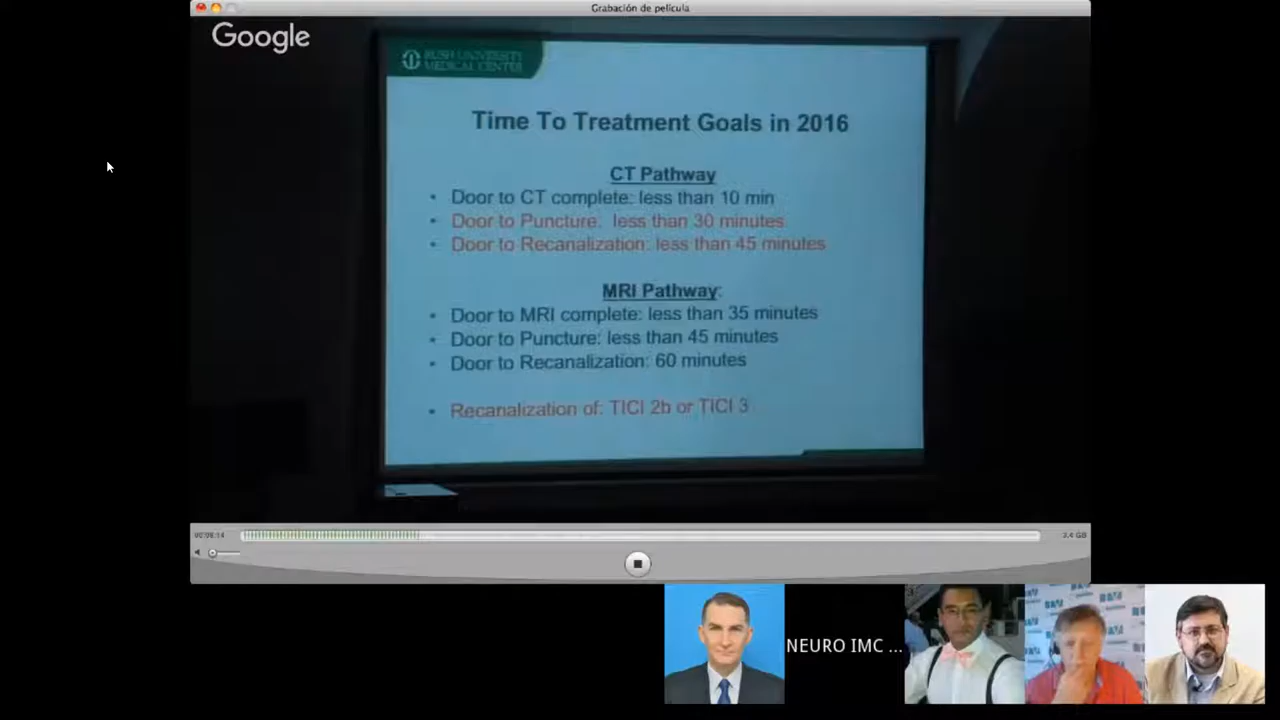 Grabación de película
Google
RUSH UNIVERSITY
MEDICAL CENTER
Time To Treatment Goals in 2016
CT Pathway
• Door to CT complete: less than 10 min
• Door to Puncture: less than 30 minutes
• Door to Recanalization: less than 45 minutes
MRI Pathway:
• Door to MRI complete: less than 35 minutes
• Door to Puncture: less than 45 minutes
• Door to Recanalization: 60 minutes
• Recanalization of: TICI 2b or TICI 3
3.4 GB
NEURO IMC ...